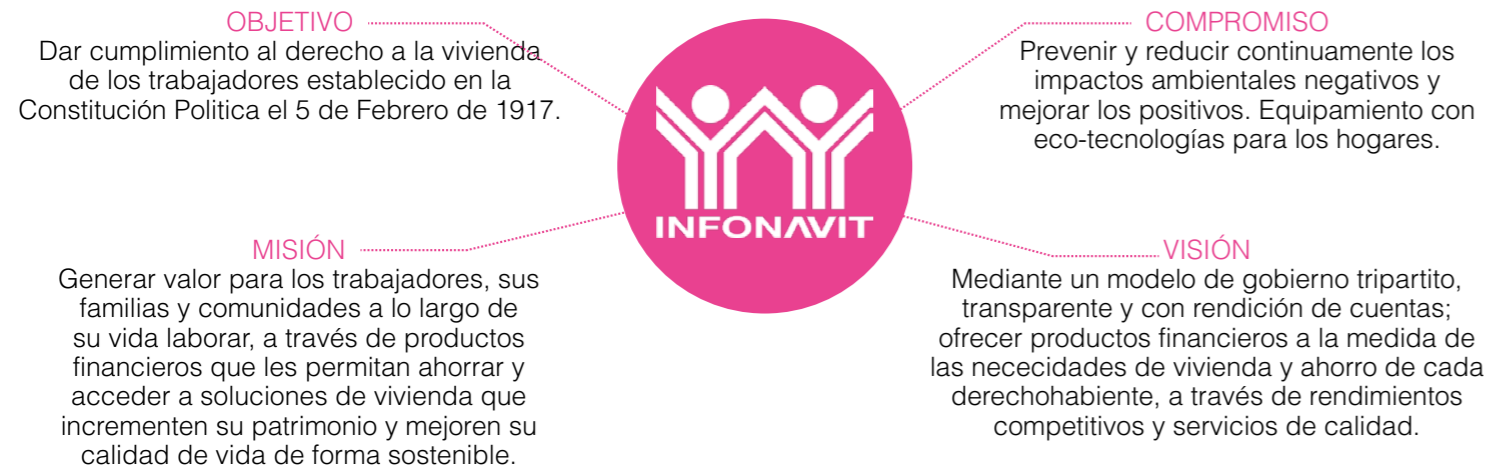 OBJETIVO
Dar cumplimiento al derecho a la vivienda
de los trabajadores establecido en la
Constitución Politica el 5 de Febrero de 1917.
COMPROMISO
Prevenir y reducir continuamente los
impactos ambientales negativos y
mejorar los positivos. Equipamiento con
eco-tecnologías para los hogares.
INFONAVIT
MISIÓN
Generar valor para los trabajadores, sus
familias y comunidades a lo largo de
su vida laborar, a través de productos
financieros que les permitan ahorrar y
acceder a soluciones de vivienda que
incrementen su patrimonio y mejoren su
calidad de vida de forma sostenible.
VISIÓN
Mediante un modelo de gobierno tripartito,
transparente y con rendición de cuentas;
ofrecer productos financieros a la medida de
las nececidades de vivienda y ahorro de cada
derechohabiente, a través de rendimientos
competitivos y servicios de calidad.